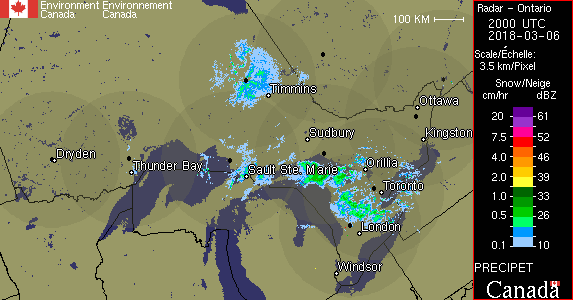 Environment Environnement
Canada Canada
100 KM
Timmins
Ottawa
Sudbury
Kingston
Dryden
Thunder Bay
Sault Ste. Marie
Orillia
Toronto
London
Windsor
Radar - Ontario
2000 UTC
2018-03-06
Scale/Échelle:
3.5 km/Pixel
Snow/Neige
cm/hr dBZ
20 61
7.5 52
4.0 46
2.0 39
1.0 33
0.5 26
0.1 10
PRECIPET
Canada